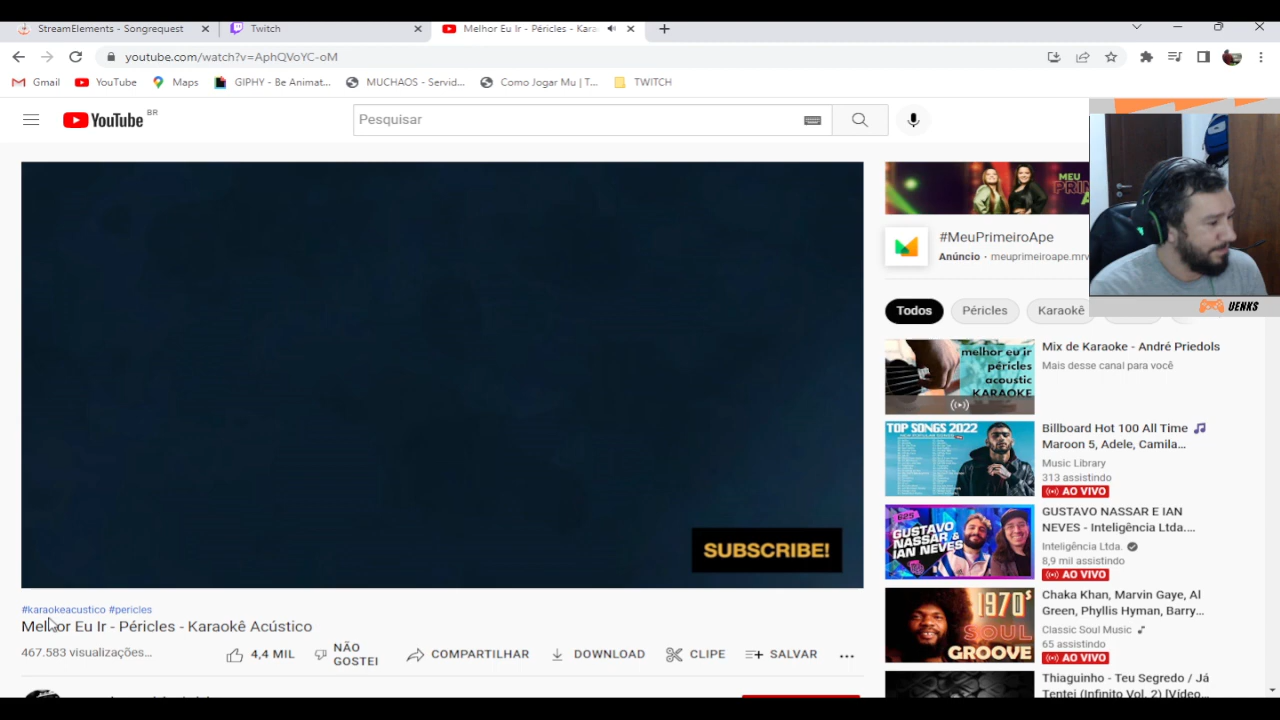 StreamElements - Songrequest
Twitch
Melhor Eu Ir - Péricles - Kara
youtube.com/watch?v=AphQVoYC-oM
Gmail
YouTube
Maps
GIPHY - Be Animat...
MUCHAOS - Servid...
Como Jogar Mu | T...
TWITCH
YouTube BR
Pesquisar
MEU
#MeuPrimeiroApe
Anúncio · meuprimeiroape.mrv
UENKS
Todos
Péricles
Karaokê
melhor eu ir
péricles
acoustic
KARAOKE
Mix de Karaoke - André Priedols
Mais desse canal para você
TOP SONGS 2022
Billboard Hot 100 All Time
Maroon 5, Adele, Camila...
Music Library
313 assistindo
AO VIVO
625
GUSTAVO
NASSAR &
IAN NEVES
GUSTAVO NASSAR E IAN
NEVES - Inteligência Ltda....
Inteligência Ltda.
8,9 mil assistindo
AO VIVO
1970's
SOUL
GROOVE
Chaka Khan, Marvin Gaye, Al
Green, Phyllis Hyman, Barry...
Classic Soul Music
65 assistindo
AO VIVO
Thiaguinho - Teu Segredo / Já
Tentei (Infinito Vol. 2) [Vídeo
SUBSCRIBE!
#karaokeacustico #pericles
Melhor Eu Ir - Péricles - Karaokê Acústico
467.583 visualizações...
4,4 MIL
NÃO
GOSTEI
COMPARTILHAR
DOWNLOAD
CLIPE
SALVAR